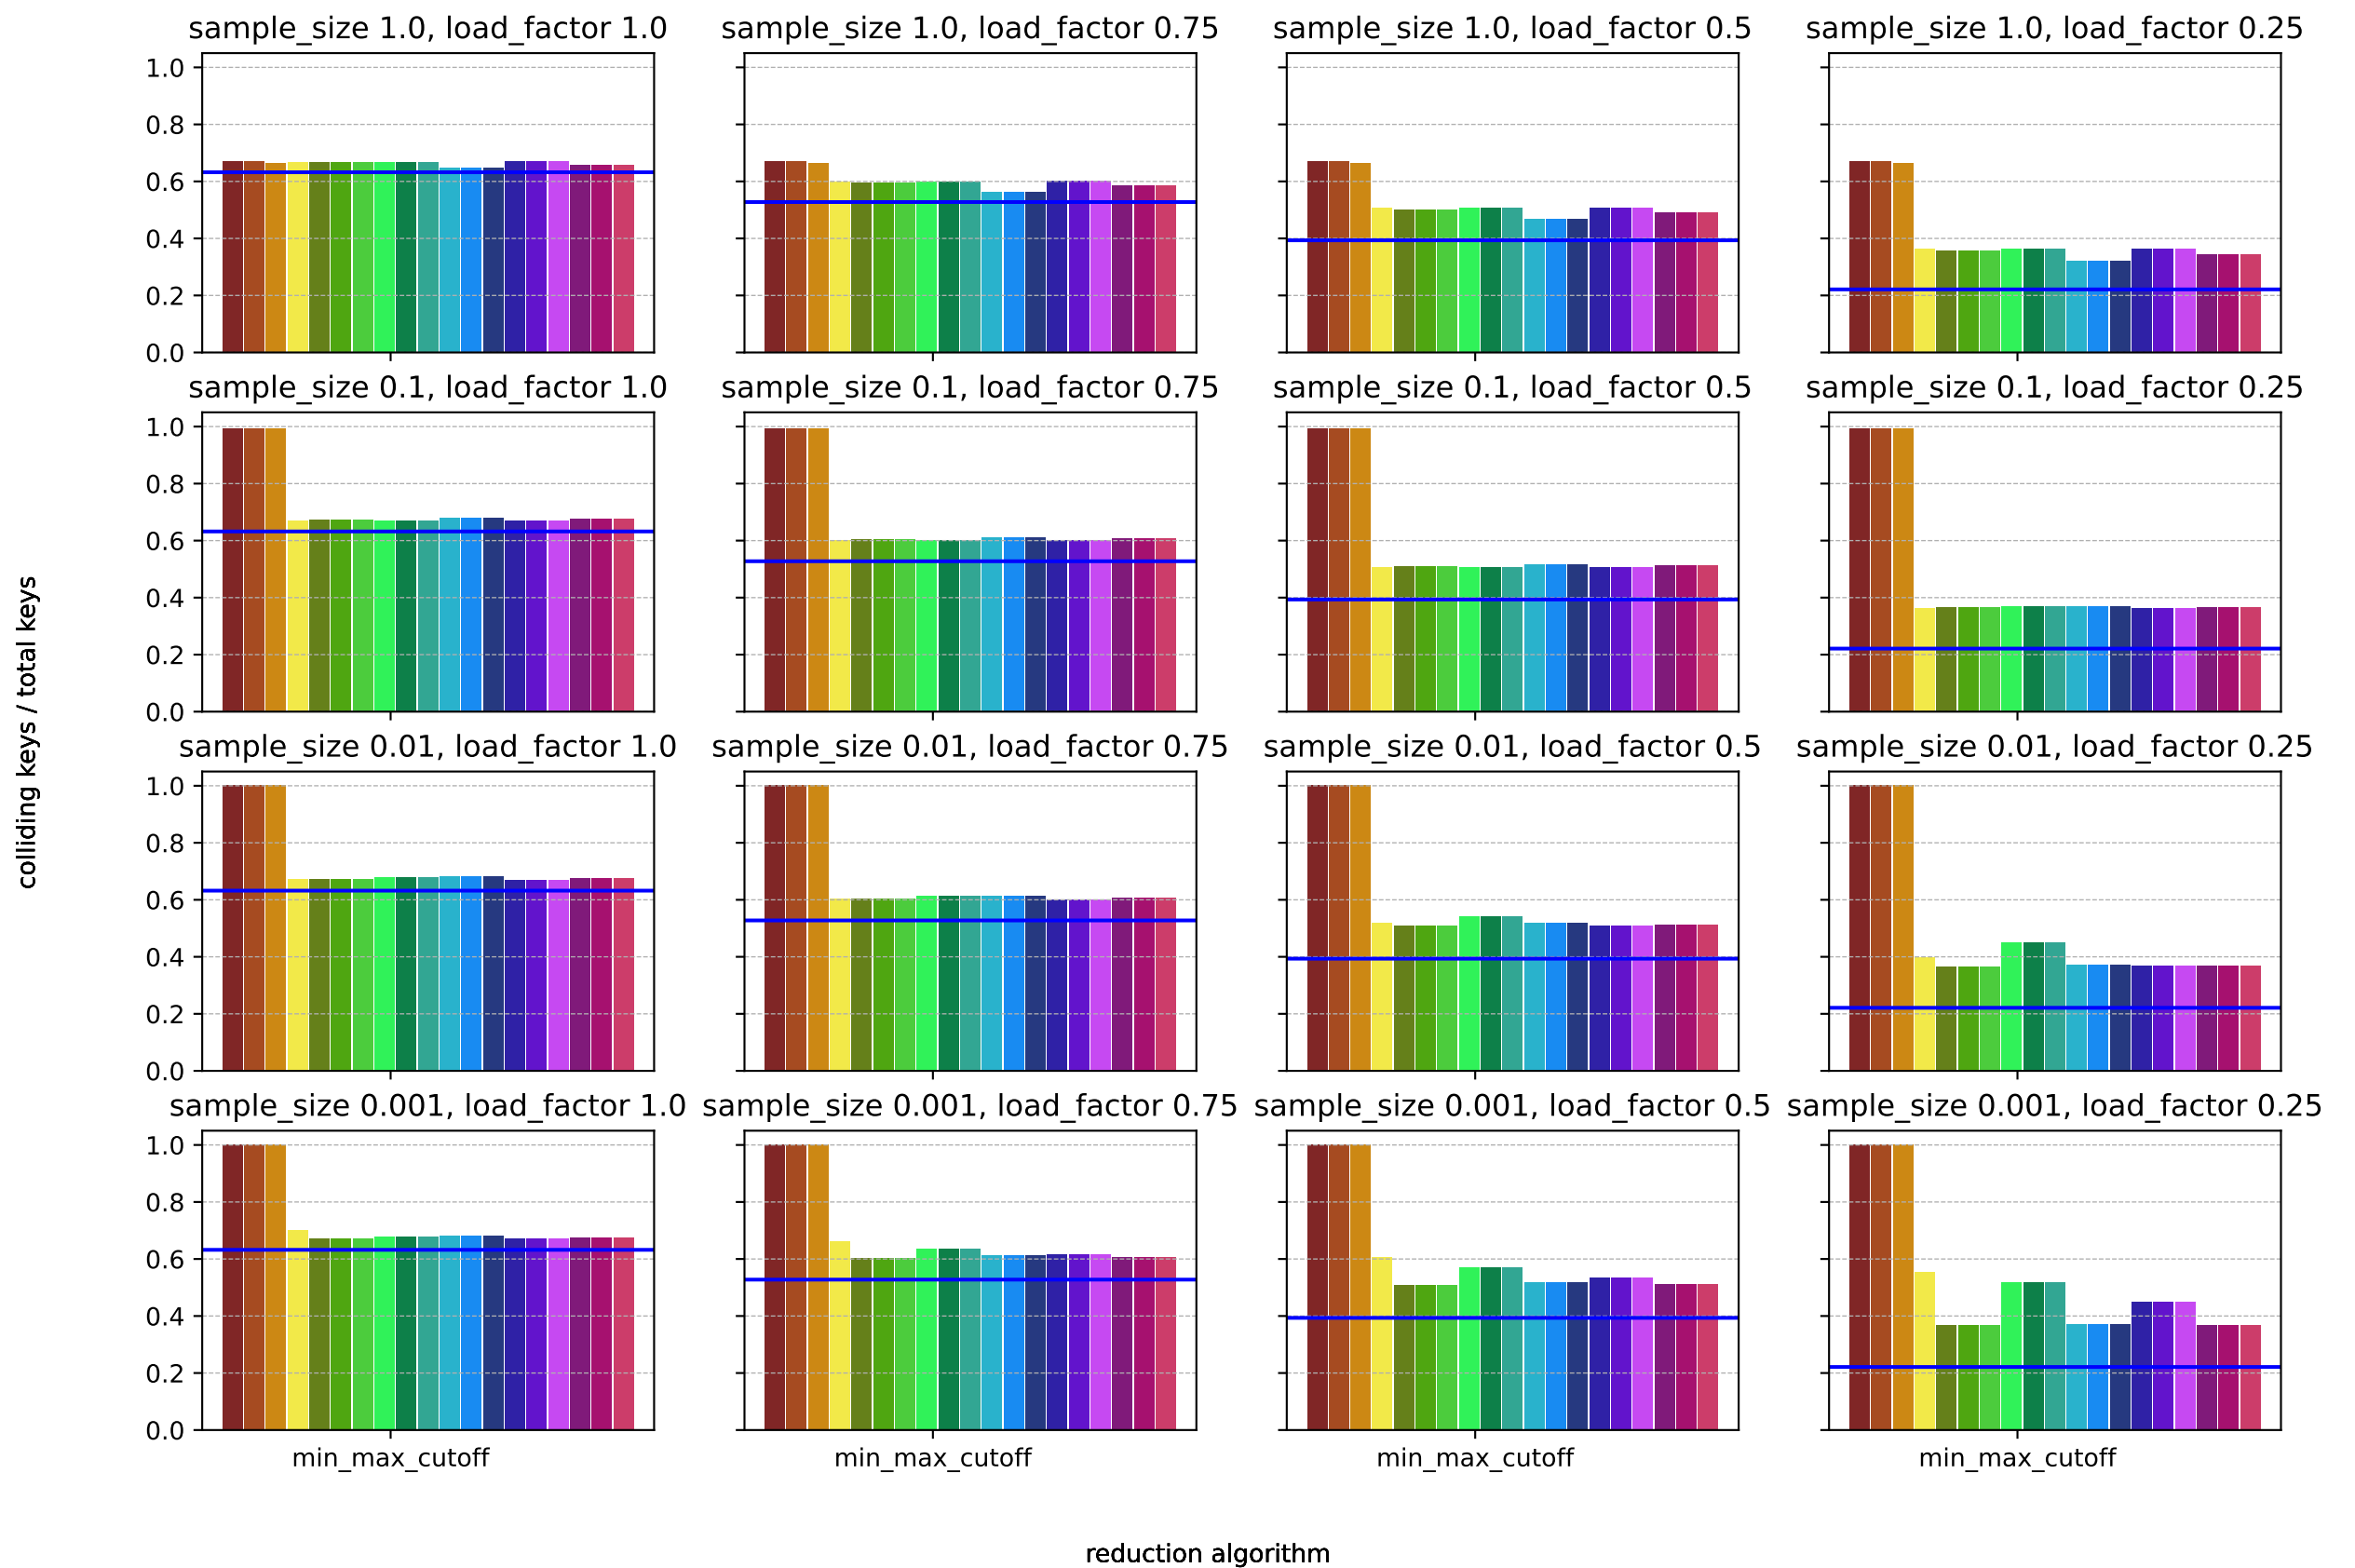 sample_size 1.0, load_factor 1.0
sample_size 1.0, load_factor 0.75
sample_size 1.0, load_factor 0.5
sample_size 1.0, load_factor 0.25
1.0
0.8
0.6
0.4
0.2
0.0
sample_size 0.1, load_factor 1.0
sample_size 0.1, load_factor 0.75
sample_size 0.1, load_factor 0.5
sample_size 0.1, load_factor 0.25
1.0
0.8
0.6
0.4
0.2
0.0
colliding keys / total keys
sample_size 0.01, load_factor 1.0
sample_size 0.01, load_factor 0.75
sample_size 0.01, load_factor 0.5
sample_size 0.01, load_factor 0.25
1.0
0.8
0.6
0.4
0.2
0.0
sample_size 0.001, load_factor 1.0
sample_size 0.001, load_factor 0.75
sample_size 0.001, load_factor 0.5
sample_size 0.001, load_factor 0.25
1.0
0.8
0.6
0.4
0.2
0.0
min_max_cutoff
min_max_cutoff
min_max_cutoff
min_max_cutoff
reduction algorithm